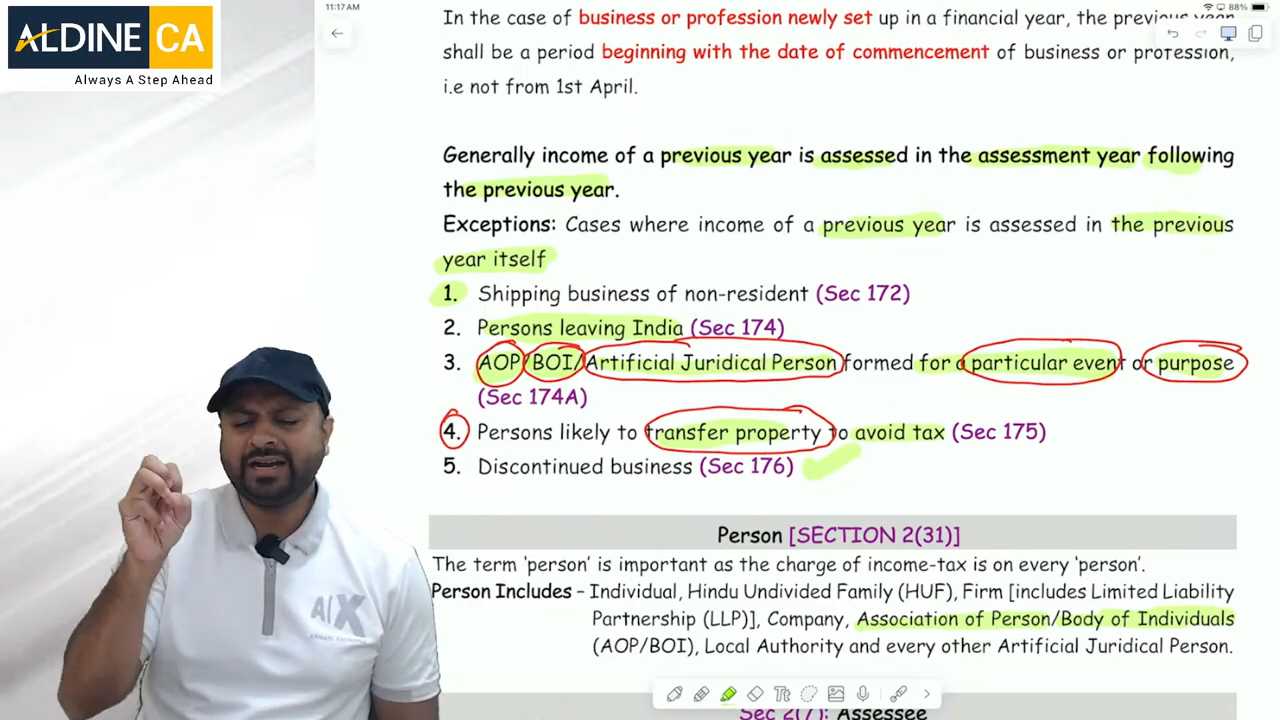 11:17 AM
88%
ALDINE CA
Always A Step Ahead
In the case of business or profession newly set up in a financial year, the previous year
shall be a period beginning with the date of commencement of business or profession,
i.e not from 1st April.
Generally income of a previous year is assessed in the assessment year following
the previous year.
Exceptions: Cases where income of a previous year is assessed in the previous
year itself
1. Shipping business of non-resident (Sec 172)
2. Persons leaving India (Sec 174)
3. AOP/BOI/Artificial Juridical Person formed for a particular event or purpose
(Sec 174A)
4. Persons likely to transfer property to avoid tax (Sec 175)
5. Discontinued business (Sec 176)
Person [SECTION 2(31)]
The term ‘person’ is important as the charge of income-tax is on every ‘person’.
Person Includes – Individual, Hindu Undivided Family (HUF), Firm [includes Limited Liability
Partnership (LLP)], Company, Association of Person/Body of Individuals
(AOP/BOI), Local Authority and every other Artificial Juridical Person.
Tt
Sec 2(7): Assessee
AIX